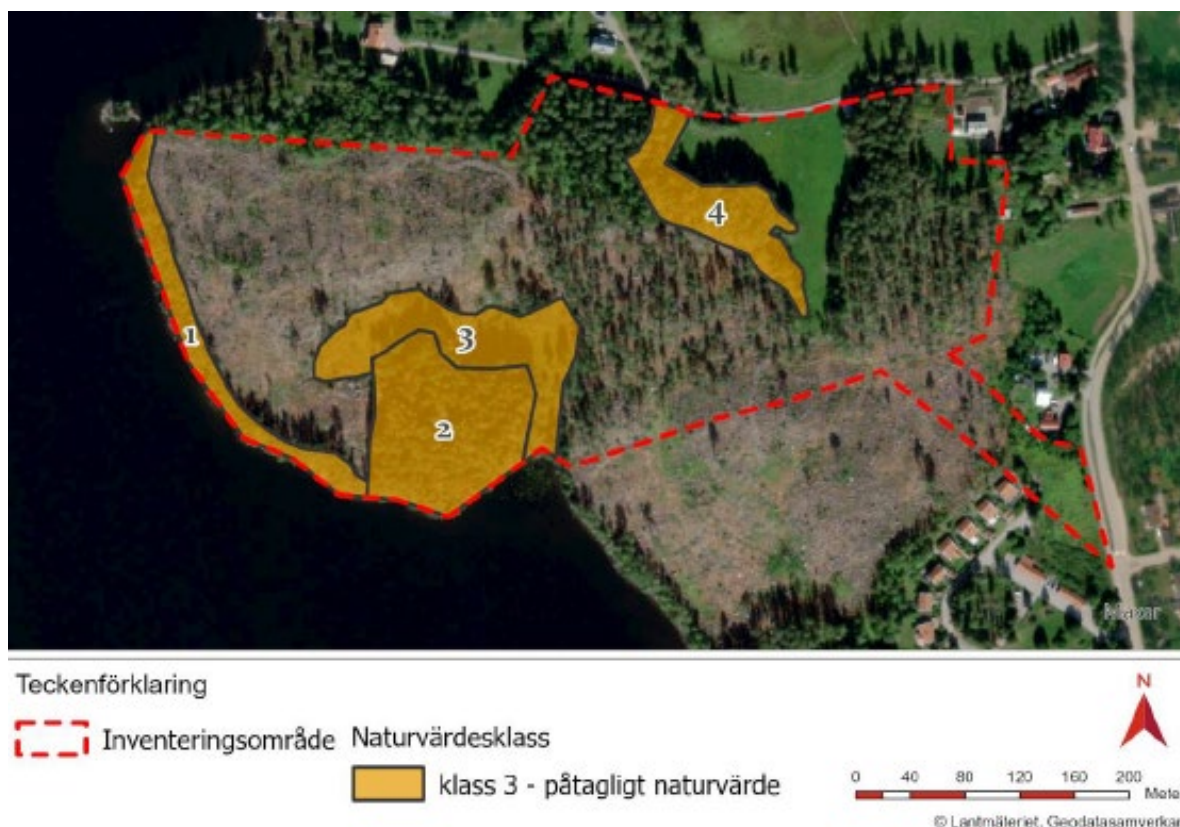 1
2
3
4
Teckenförklaring
N
Inventeringsområde
Naturvärdesklass
klass 3 - påtagligt naturvärde
0 40 80 120 160 200
Mete
© Lantmäteriet, Geodatasamverkan